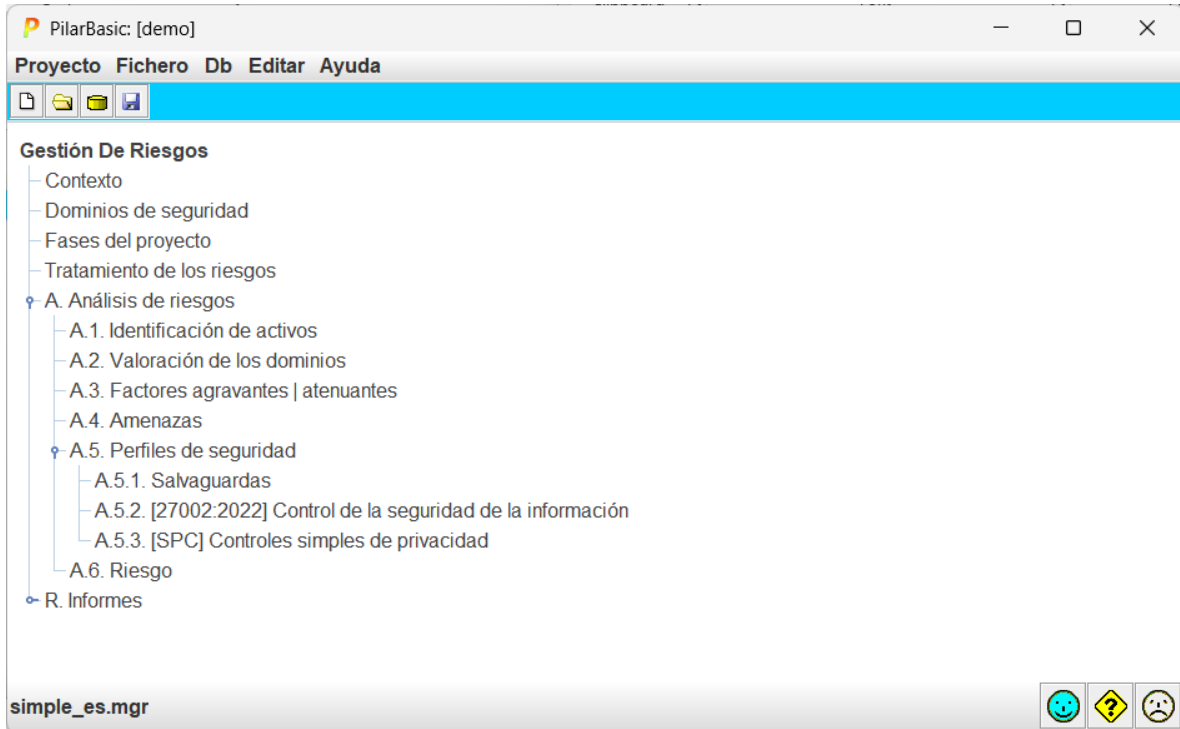 PilarBasic: [demo]
Proyecto Fichero Db Editar Ayuda
Gestión De Riesgos
Contexto
Dominios de seguridad
Fases del proyecto
Tratamiento de los riesgos
A. Análisis de riesgos
A.1. Identificación de activos
A.2. Valoración de los dominios
A.3. Factores agravantes | atenuantes
A.4. Amenazas
A.5. Perfiles de seguridad
A.5.1. Salvaguardas
A.5.2. [27002:2022] Control de la seguridad de la información
A.5.3. [SPC] Controles simples de privacidad
A.6. Riesgo
R. Informes
simple_es.mgr